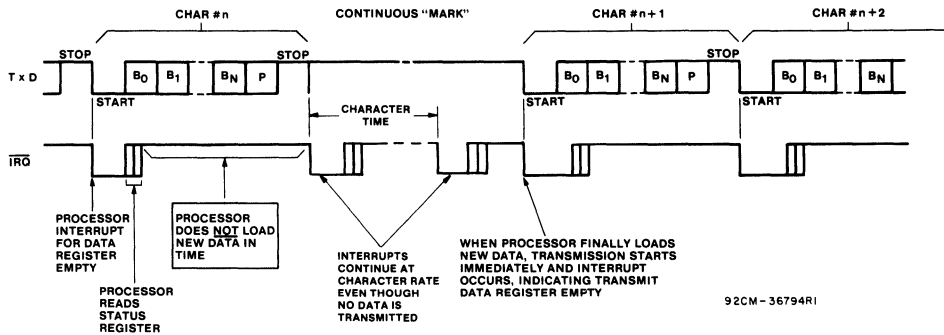 CHAR #n
CONTINUOUS "MARK"
CHAR #n+1
CHAR #n+2
STOP
STOP
STOP
T x D
B0
B1
BN
P
B0
B1
BN
P
B0
B1
BN
START
START
START
CHARACTER
TIME
IRQ
PROCESSOR
INTERRUPT
FOR DATA
REGISTER
EMPTY
PROCESSOR
READS
STATUS
REGISTER
PROCESSOR
DOES NOT LOAD
NEW DATA IN
TIME
INTERRUPTS
CONTINUE AT
CHARACTER RATE
EVEN THOUGH
NO DATA IS
TRANSMITTED
WHEN PROCESSOR FINALLY LOADS
NEW DATA, TRANSMISSION STARTS
IMMEDIATELY AND INTERRUPT
OCCURS, INDICATING TRANSMIT
DATA REGISTER EMPTY
92CM-36794R1